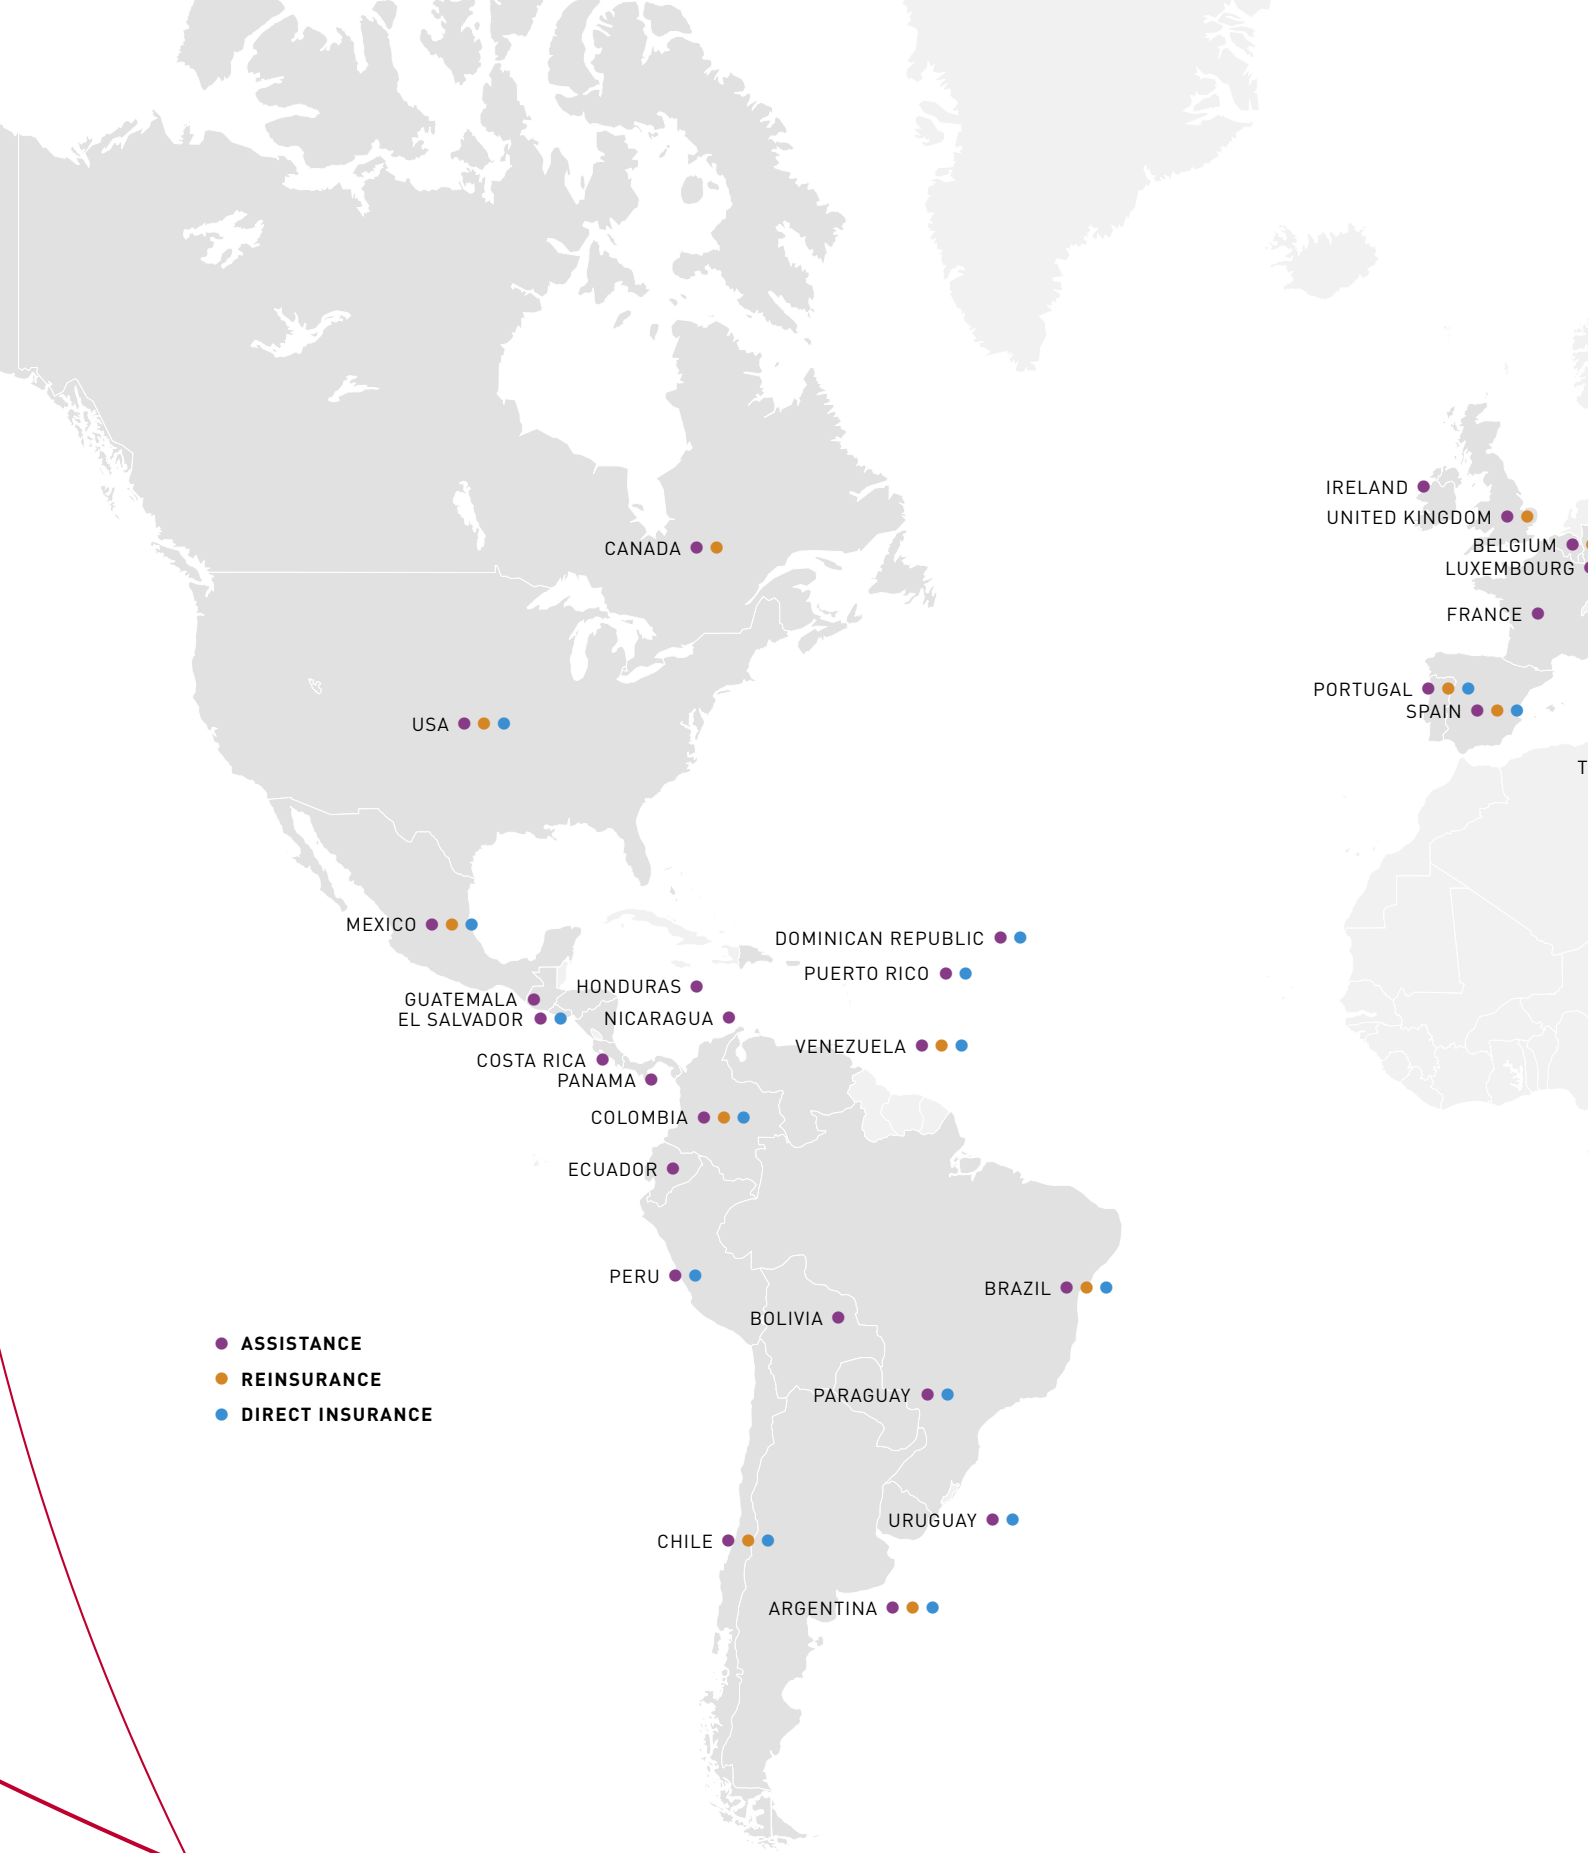 IRELAND
UNITED KINGDOM
BELGIUM
CANADA
LUXEMBOURG
FRANCE
PORTUGAL
SPAIN
USA
MEXICO
DOMINICAN REPUBLIC
PUERTO RICO
HONDURAS
GUATEMALA
EL SALVADOR
NICARAGUA
VENEZUELA
COSTA RICA
PANAMA
COLOMBIA
ECUADOR
PERU
BRAZIL
BOLIVIA
ASSISTANCE
REINSURANCE
DIRECT INSURANCE
PARAGUAY
URUGUAY
CHILE
ARGENTINA